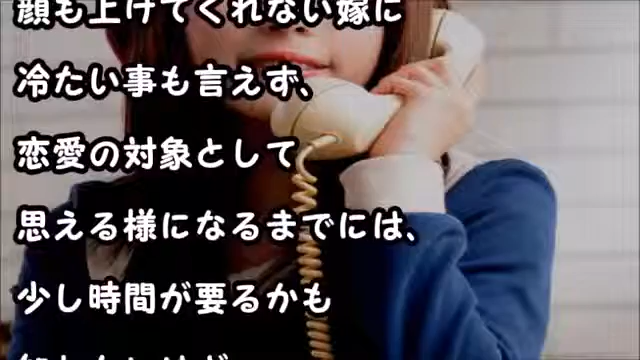 顔も上げてくれない嫁に
冷たい事も言えず、
恋愛の対象として
思える様になるまでには、
少し時間が要るかも